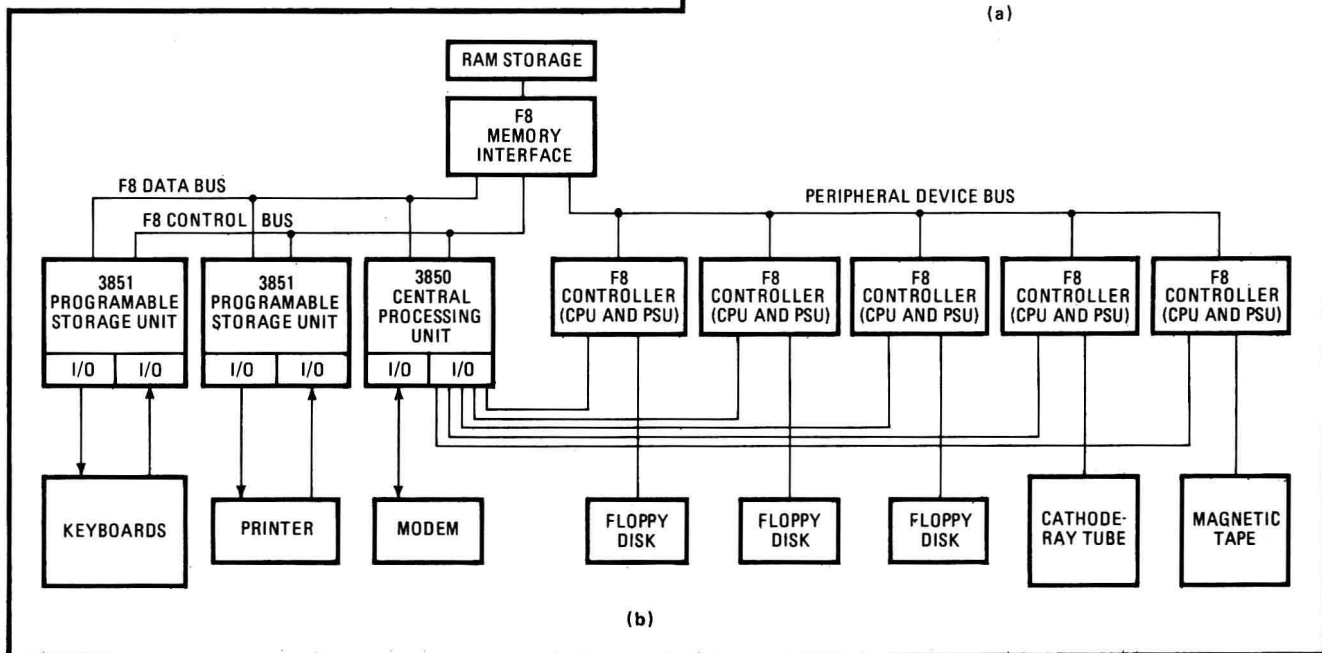 (a)
RAM STORAGE
F8
MEMORY
INTERFACE
F8 DATA BUS
F8 CONTROL BUS
PERIPHERAL DEVICE BUS
3851
PROGRAMABLE
STORAGE UNIT
I/O
I/O
3851
PROGRAMABLE
STORAGE UNIT
I/O
I/O
3850
CENTRAL
PROCESSING
UNIT
I/O
I/O
F8
CONTROLLER
(CPU AND PSU)
F8
CONTROLLER
(CPU AND PSU)
F8
CONTROLLER
(CPU AND PSU)
F8
CONTROLLER
(CPU AND PSU)
F8
CONTROLLER
(CPU AND PSU)
KEYBOARDS
PRINTER
MODEM
FLOPPY
DISK
FLOPPY
DISK
FLOPPY
DISK
CATHODE-
RAY TUBE
MAGNETIC
TAPE
(b)